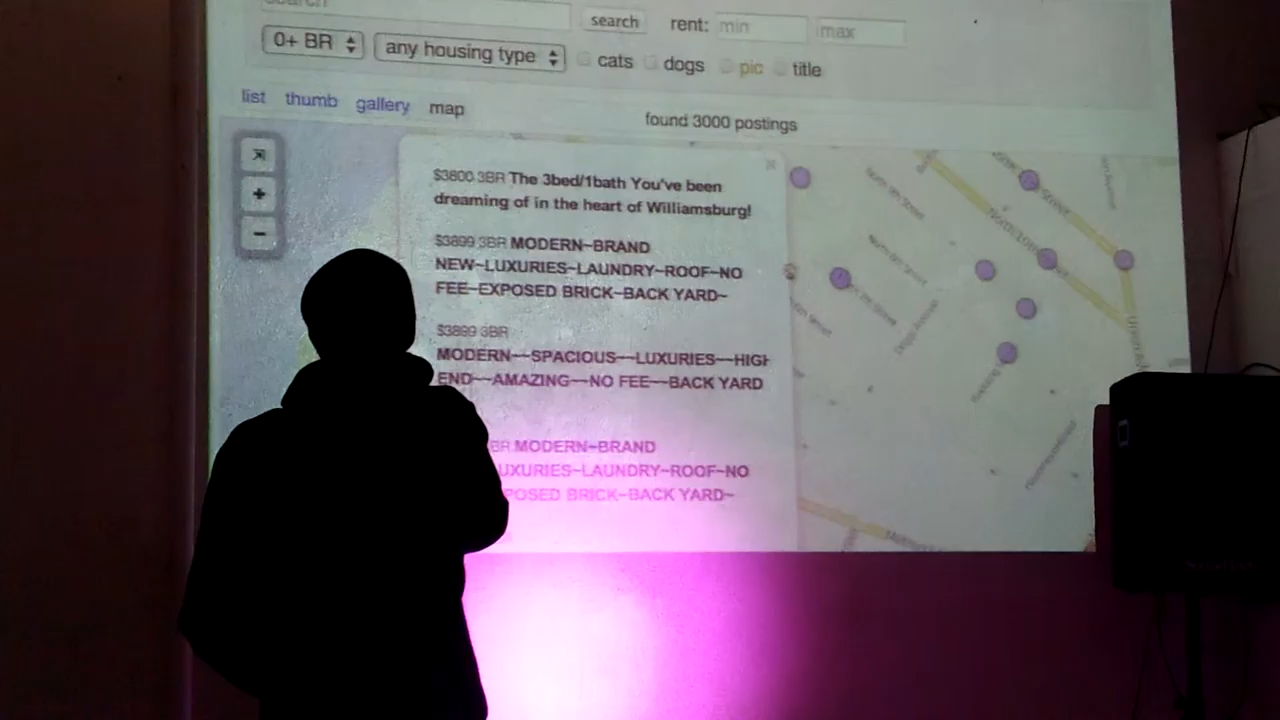 search
search rent: min max
0+ BR any housing type cats dogs pic title
list thumb gallery map
found 3000 postings
+
−
$3800 3BR The 3bed/1bath You've been
dreaming of in the heart of Williamsburg!
$3899 3BR MODERN~BRAND
NEW~LUXURIES~LAUNDRY~ROOF~NO
FEE~EXPOSED BRICK~BACK YARD~
$3899 3BR
MODERN~~SPACIOUS~~LUXURIES~~HIGH
END~~AMAZING~~NO FEE~~BACK YARD
BR MODERN~BRAND
UXURIES~LAUNDRY~ROOF~NO
POSED BRICK~BACK YARD~